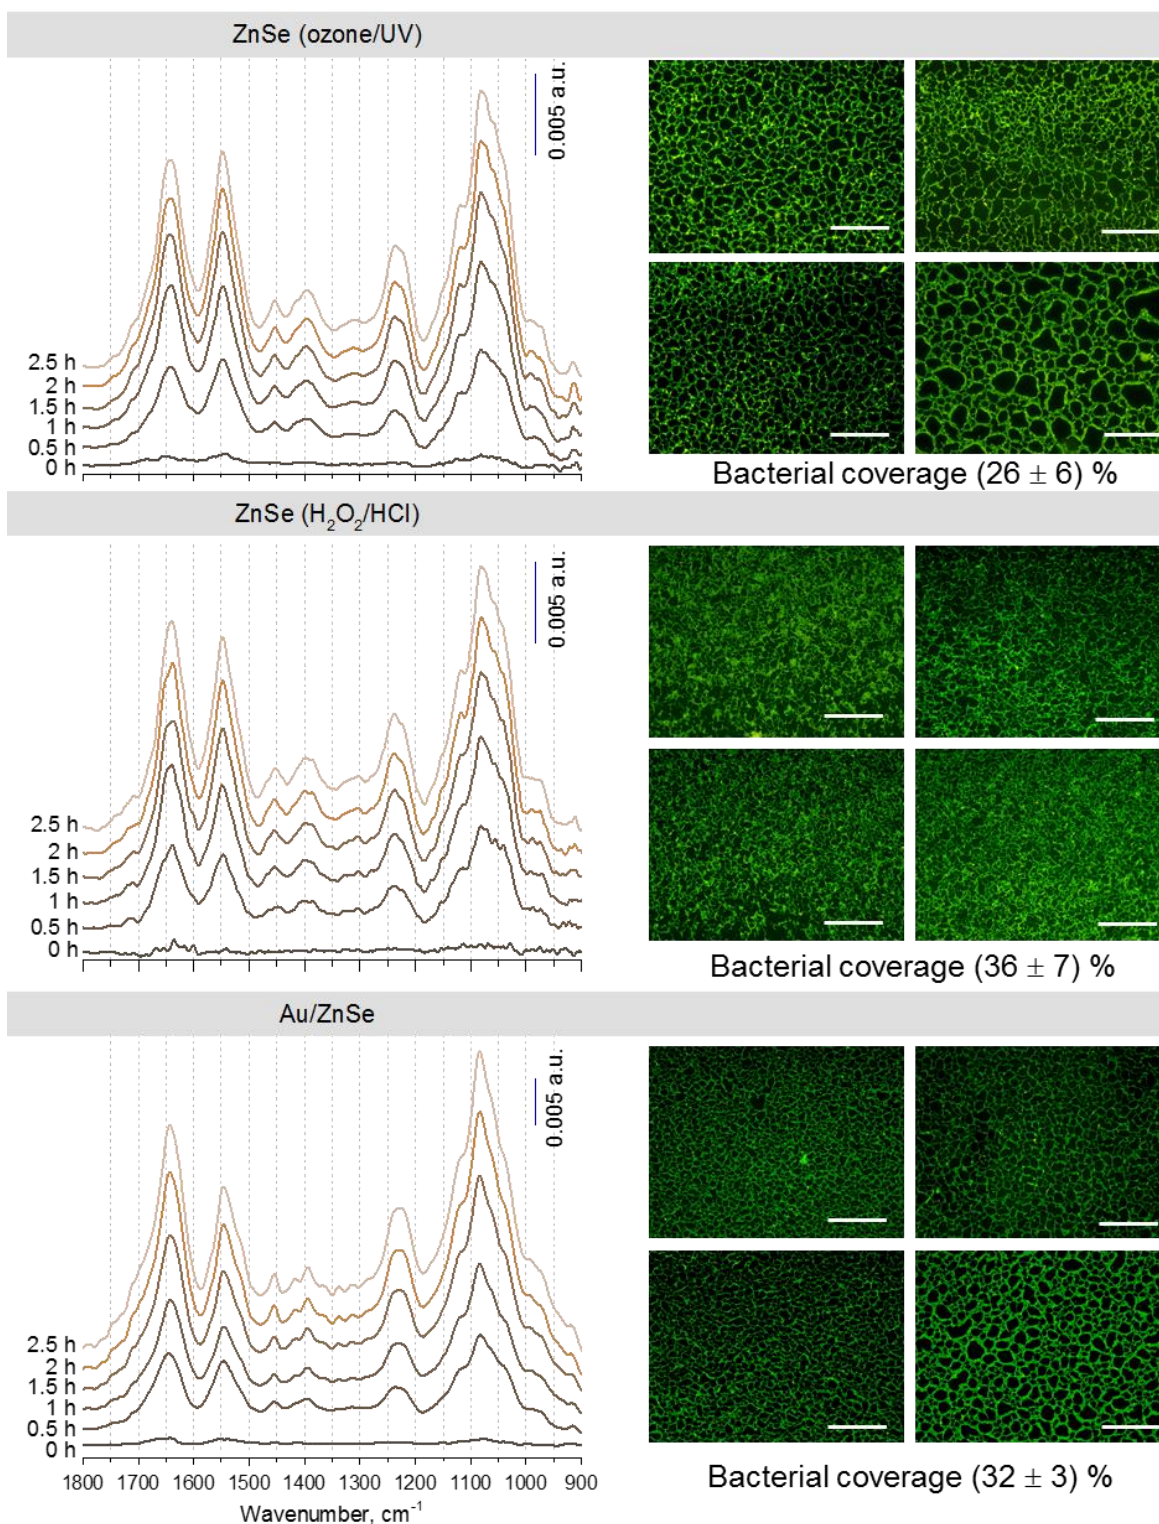 ZnSe (ozone/UV)
0.005 a.u.
2.5 h
2 h
1.5 h
1 h
0.5 h
0 h
Bacterial coverage (26 ± 6) %
ZnSe (H₂O₂/HCl)
0.005 a.u.
2.5 h
2 h
1.5 h
1 h
0.5 h
0 h
Bacterial coverage (36 ± 7) %
Au/ZnSe
0.005 a.u.
2.5 h
2 h
1.5 h
1 h
0.5 h
0 h
1800 1700 1600 1500 1400 1300 1200 1100 1000 900
Wavenumber, cm⁻¹
Bacterial coverage (32 ± 3) %